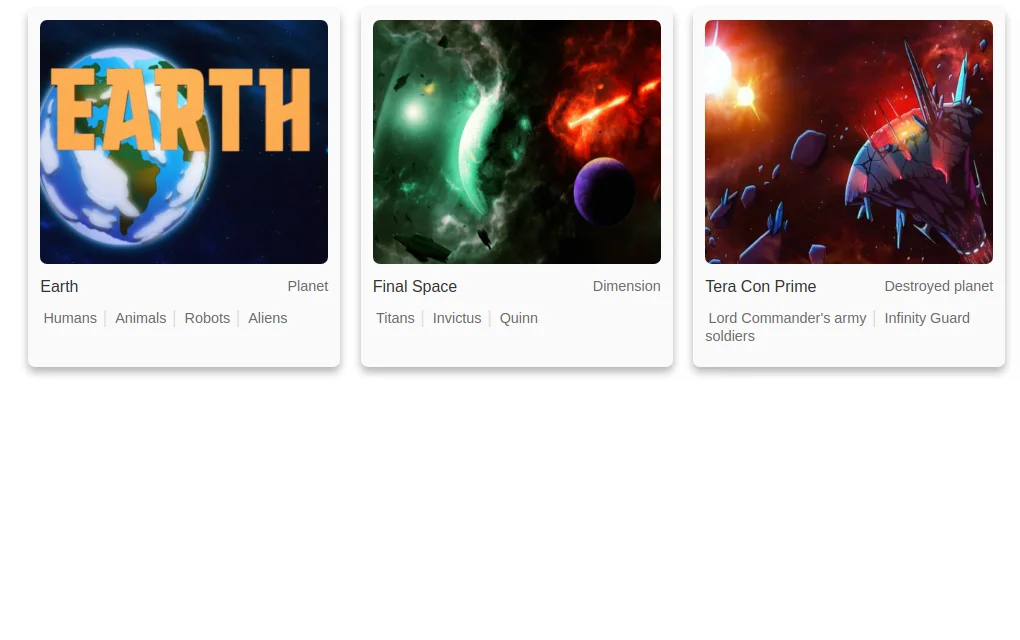 EARTH
Earth Planet
Humans | Animals | Robots | Aliens
Final Space Dimension
Titans | Invictus | Quinn
Tera Con Prime Destroyed planet
Lord Commander's army | Infinity Guard
soldiers